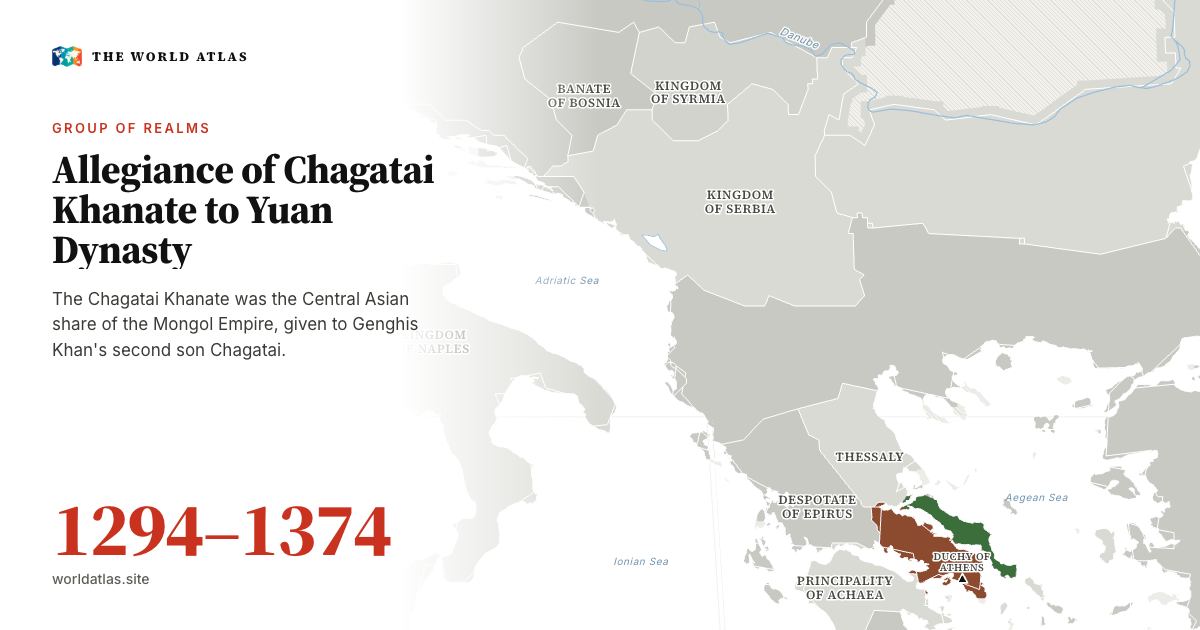 THE WORLD ATLAS
GROUP OF REALMS
Allegiance of Chagatai
Khanate to Yuan
Dynasty
The Chagatai Khanate was the Central Asian
share of the Mongol Empire, given to Genghis
Khan's second son Chagatai.
1294–1374
worldatlas.site
Danube
BANATE
OF BOSNIA
KINGDOM
OF SYRMIA
KINGDOM
OF SERBIA
Adriatic Sea
KINGDOM
OF NAPLES
THESSALY
DESPOTATE
OF EPIRUS
Aegean Sea
DUCHY OF
ATHENS
Ionian Sea
PRINCIPALITY
OF ACHAEA